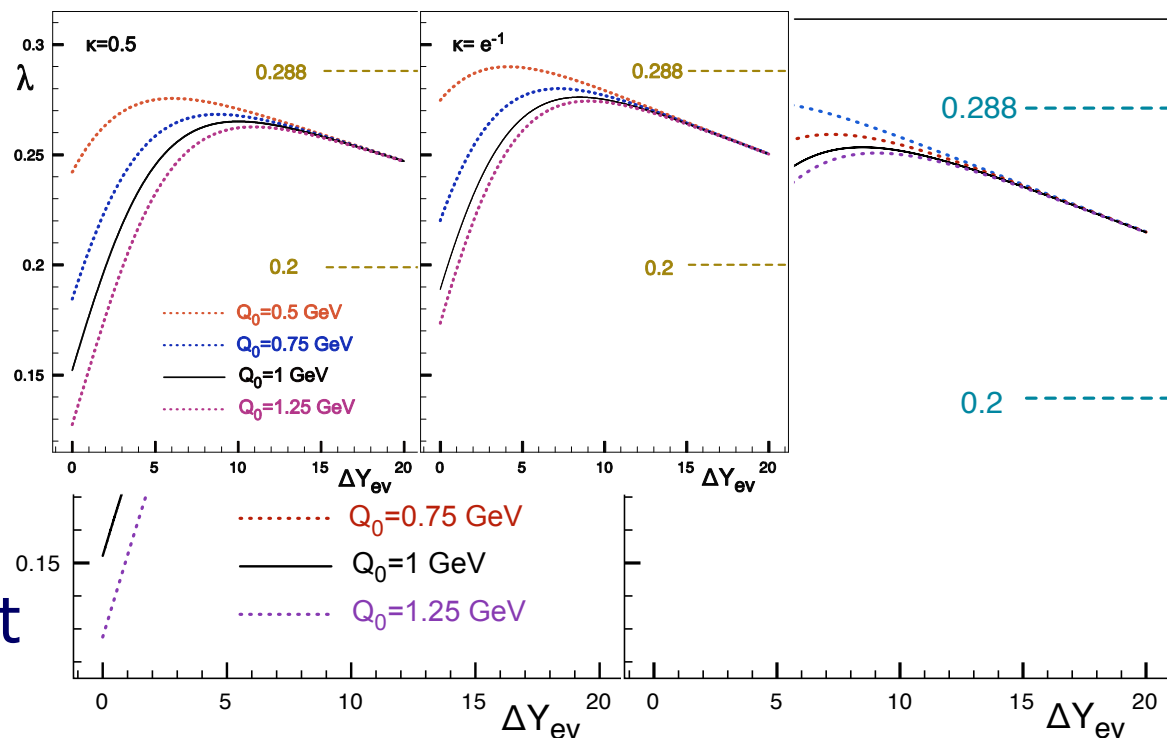 κ=0.5
κ= e⁻¹
0.3
λ
0.288
0.288
0.288
0.25
0.2
0.2
0.2
0.2
Q₀=0.5 GeV
Q₀=0.75 GeV
Q₀=1 GeV
Q₀=1.25 GeV
0.15
0 5 10 15 20
0 5 10 15 20
ΔYₑᵥ
ΔYₑᵥ
Q₀=0.75 GeV
0.15
Q₀=1 GeV
Q₀=1.25 GeV
t
0 5 10 15 20
0 5 10 15 20
ΔYₑᵥ
ΔYₑᵥ